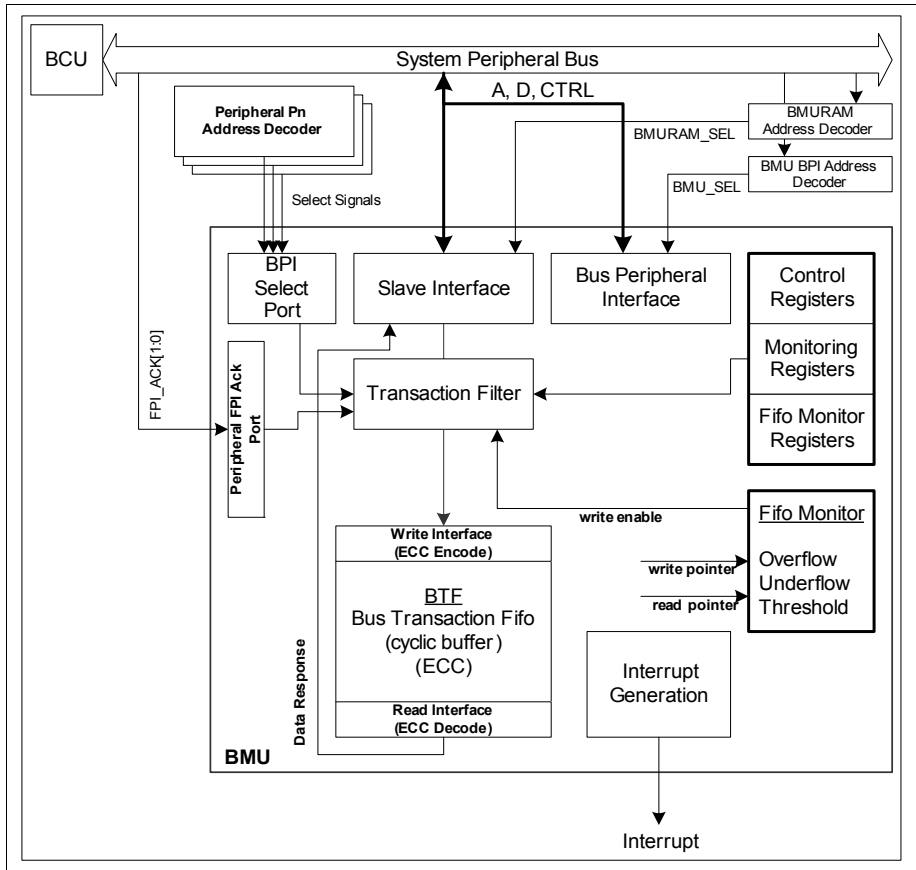 BCU
System Peripheral Bus
A, D, CTRL
Peripheral Pn
Address Decoder
BMURAM
Address Decoder
BMURAM_SEL
BMU BPI Address
Decoder
BMU_SEL
Select Signals
BPI
Select
Port
Slave Interface
Bus Peripheral
Interface
Control
Registers
Monitoring
Registers
Fifo Monitor
Registers
FPI_ACK[1:0]
Peripheral FPI Ack
Port
Transaction Filter
write enable
Fifo Monitor
Overflow
Underflow
Threshold
write pointer
read pointer
Write Interface
(ECC Encode)
BTF
Bus Transaction Fifo
(cyclic buffer)
(ECC)
Read Interface
(ECC Decode)
Data Response
Interrupt
Generation
BMU
Interrupt